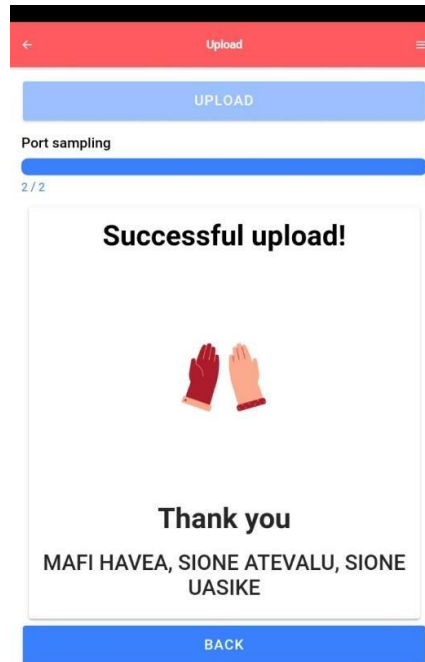 Upload
UPLOAD
Port sampling
2 / 2
Successful upload!
Thank you
MAFI HAVEA, SIONE ATEVALU, SIONE
UASIKE
BACK